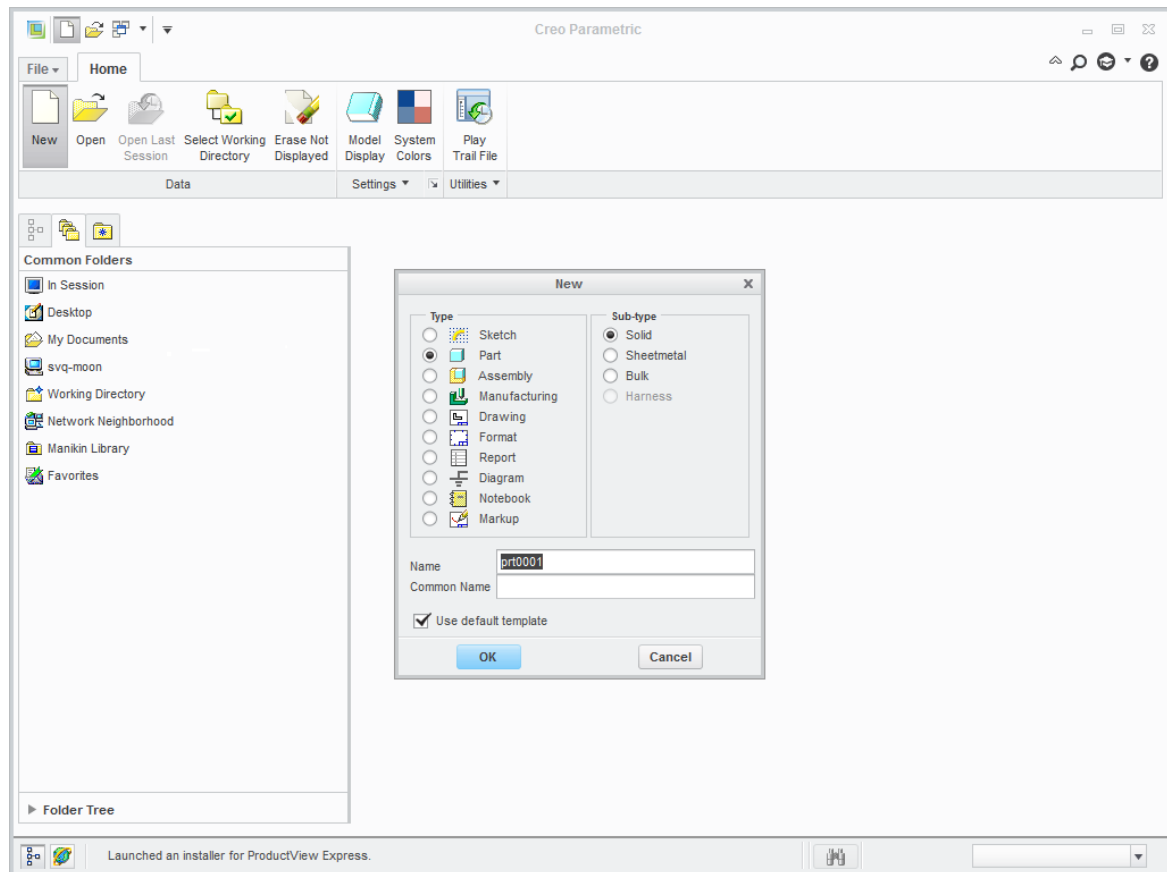 Creo Parametric
File
Home
New
Open
Open Last
Session
Select Working
Directory
Erase Not
Displayed
Model
Display
System
Colors
Play
Trail File
Data
Settings
Utilities
Common Folders
In Session
Desktop
My Documents
svq-moon
Working Directory
Network Neighborhood
Manikin Library
Favorites
Folder Tree
New
Type
Sketch
Part
Assembly
Manufacturing
Drawing
Format
Report
Diagram
Notebook
Markup
Sub-type
Solid
Sheetmetal
Bulk
Harness
Name
prt0001
Common Name
Use default template
OK
Cancel
Launched an installer for ProductView Express.